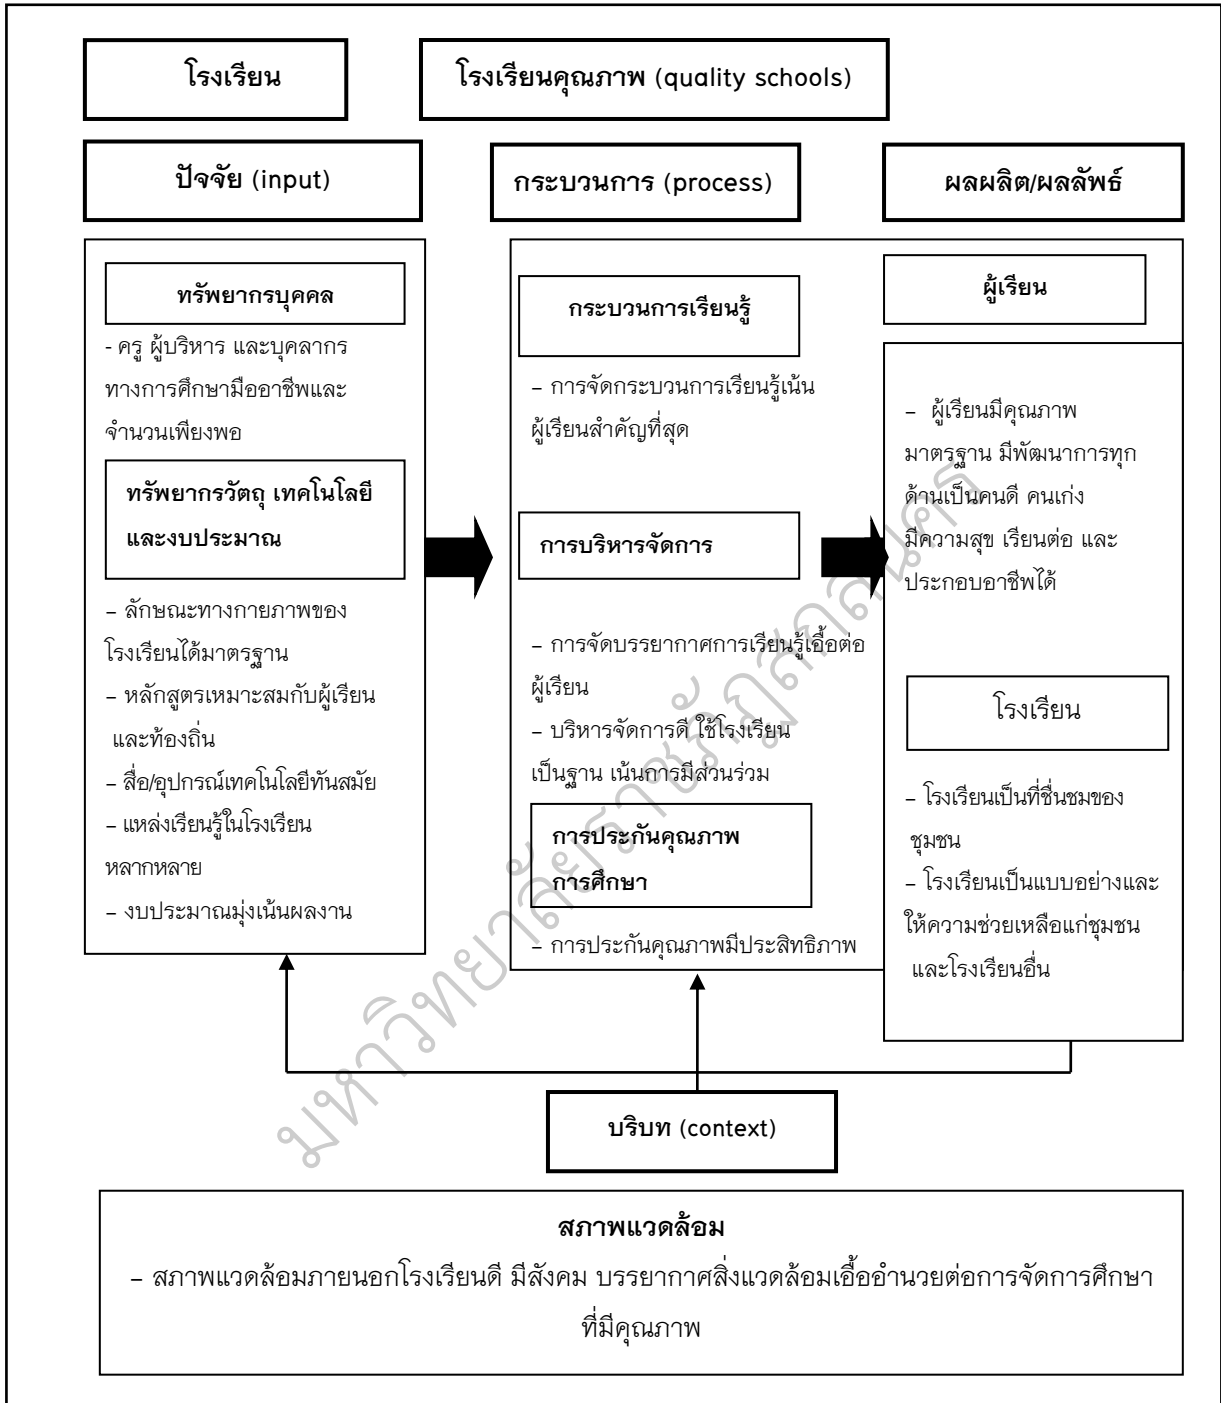 โรงเรียน
โรงเรียนคุณภาพ (quality schools)
ปัจจัย (input)
กระบวนการ (process)
ผลผลิต/ผลลัพธ์
ทรัพยากรบุคคล
- ครู ผู้บริหาร และบุคลากร
ทางการศึกษามืออาชีพและ
จำนวนเพียงพอ
ทรัพยากรวัตถุ เทคโนโลยี
และงบประมาณ
– ลักษณะทางกายภาพของ
โรงเรียนได้มาตรฐาน
– หลักสูตรเหมาะสมกับผู้เรียน
และท้องถิ่น
– สื่อ/อุปกรณ์เทคโนโลยีทันสมัย
– แหล่งเรียนรู้ในโรงเรียน
หลากหลาย
– งบประมาณมุ่งเน้นผลงาน
กระบวนการเรียนรู้
– การจัดกระบวนการเรียนรู้เน้น
ผู้เรียนสำคัญที่สุด
การบริหารจัดการ
– การจัดบรรยากาศการเรียนรู้เอื้อต่อ
ผู้เรียน
– บริหารจัดการดี ใช้โรงเรียน
เป็นฐาน เน้นการมีส่วนร่วม
การประกันคุณภาพ
การศึกษา
– การประกันคุณภาพมีประสิทธิภาพ
ผู้เรียน
– ผู้เรียนมีคุณภาพ
มาตรฐาน มีพัฒนาการทุก
ด้านเป็นคนดี คนเก่ง
มีความสุข เรียนต่อ และ
ประกอบอาชีพได้
โรงเรียน
– โรงเรียนเป็นที่ชื่นชมของ
ชุมชน
– โรงเรียนเป็นแบบอย่างและ
ให้ความช่วยเหลือแก่ชุมชน
และโรงเรียนอื่น
บริบท (context)
สภาพแวดล้อม
– สภาพแวดล้อมภายนอกโรงเรียนดี มีสังคม บรรยากาศสิ่งแวดล้อมเอื้ออำนวยต่อการจัดการศึกษา
ที่มีคุณภาพ
มหาวิทยาลัยราชภัฏสกลนคร